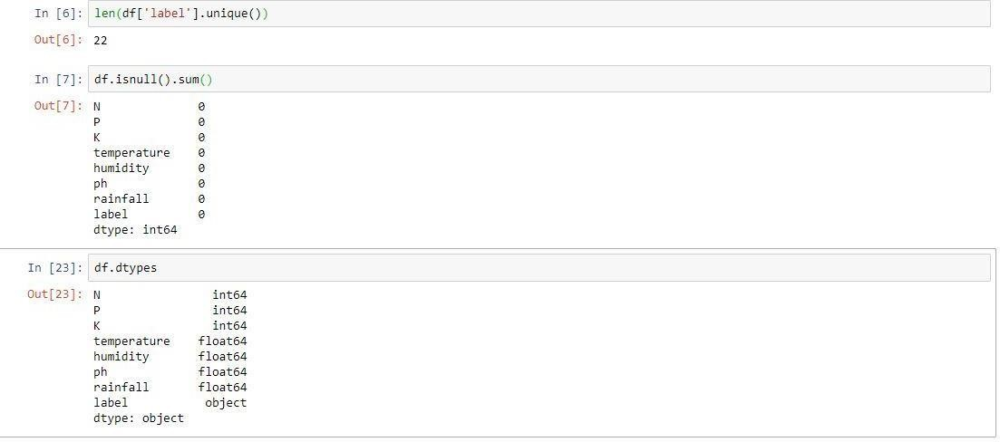 In [6]: len(df['label'].unique())
Out[6]: 22
In [7]: df.isnull().sum()
Out[7]: N 0
P 0
K 0
temperature 0
humidity 0
ph 0
rainfall 0
label 0
dtype: int64
In [23]: df.dtypes
Out[23]: N int64
P int64
K int64
temperature float64
humidity float64
ph float64
rainfall float64
label object
dtype: object